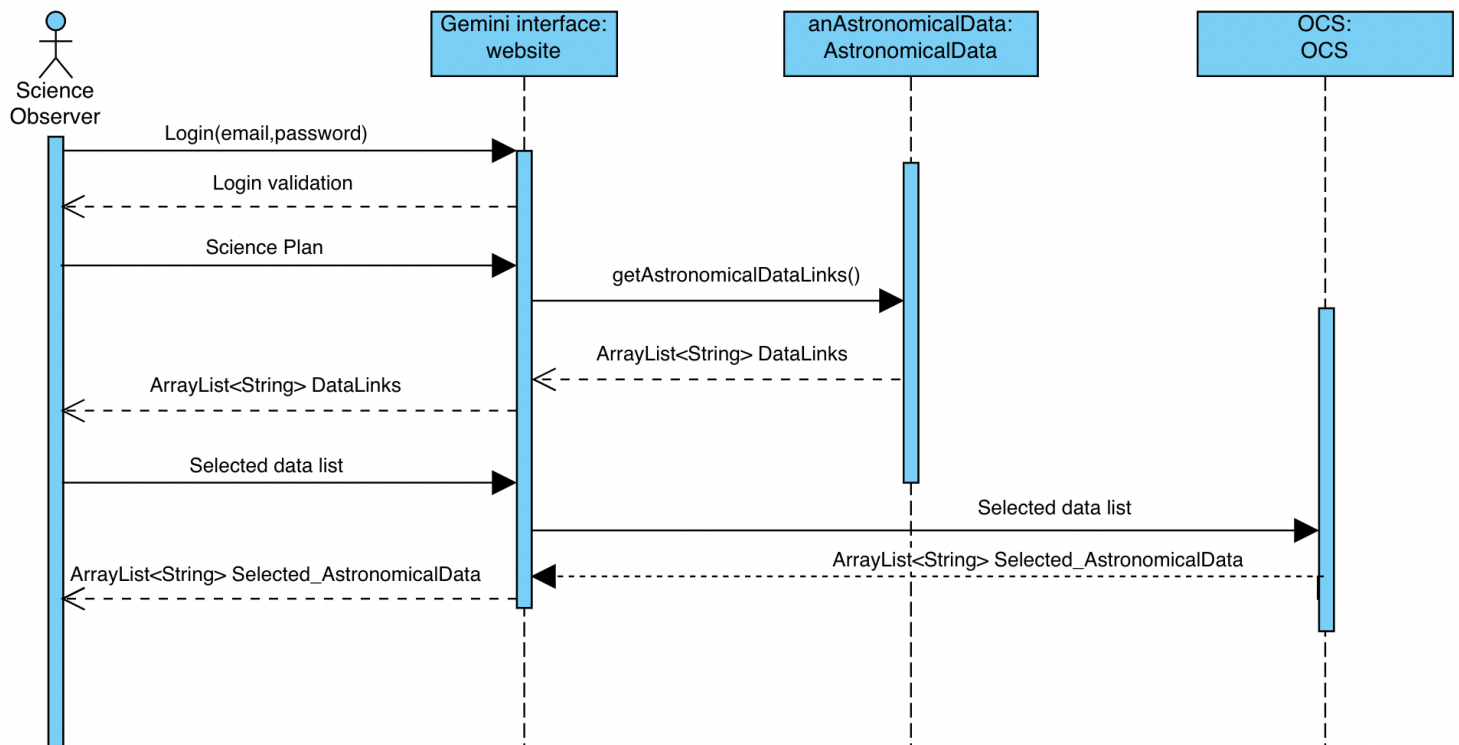 Gemini interface:
website
anAstronomicalData:
AstronomicalData
OCS:
OCS
Science
Observer
Login(email,password)
Login validation
Science Plan
getAstronomicalDataLinks()
ArrayList<String> DataLinks
ArrayList<String> DataLinks
Selected data list
Selected data list
ArrayList<String> Selected_AstronomicalData
ArrayList<String> Selected_AstronomicalData